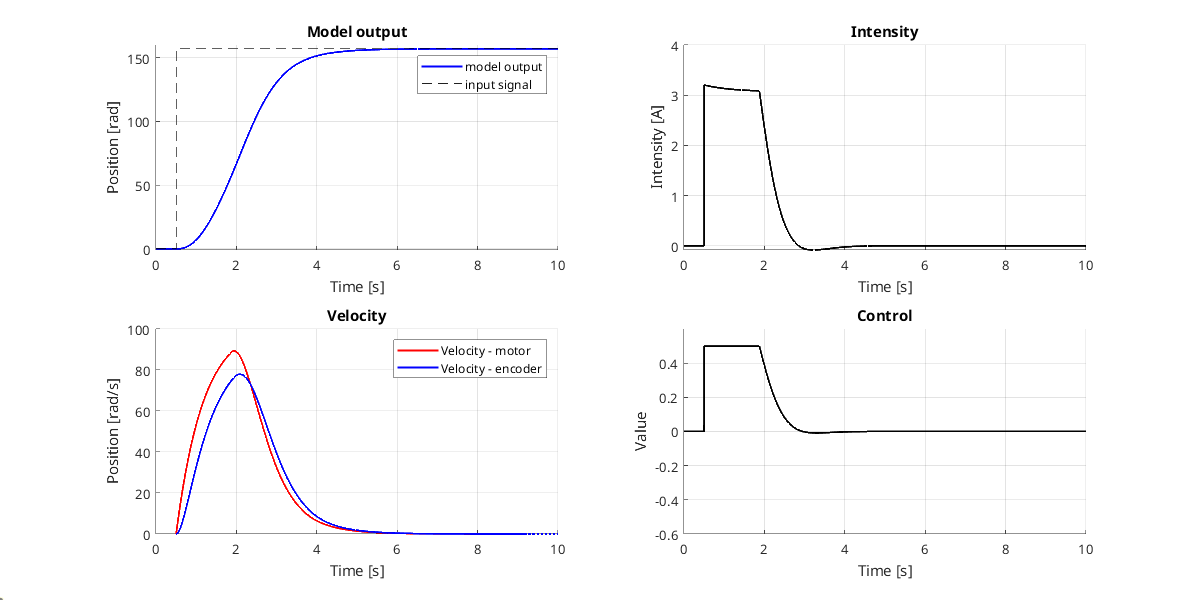 Model output
150
100
50
0
0 2 4 6 8 10
Position [rad]
Time [s]
model output
input signal
Intensity
4
3
2
1
0
0 2 4 6 8 10
Intensity [A]
Time [s]
Velocity
100
80
60
40
20
0
0 2 4 6 8 10
Position [rad/s]
Time [s]
Velocity - motor
Velocity - encoder
Control
0.4
0.2
0
-0.2
-0.4
-0.6
0 2 4 6 8 10
Value
Time [s]